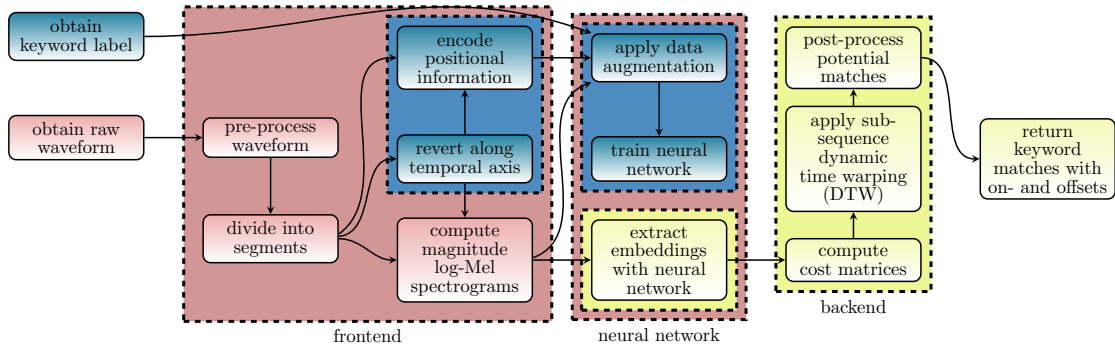 obtain
keyword label
obtain raw
waveform
pre-process
waveform
divide into
segments
encode
positional
information
revert along
temporal axis
compute
magnitude
log-Mel
spectrograms
frontend
apply data
augmentation
train neural
network
extract
embeddings
with neural
network
neural network
post-process
potential
matches
apply sub-
sequence
dynamic
time warping
(DTW)
compute
cost matrices
backend
return
keyword
matches with
on- and offsets